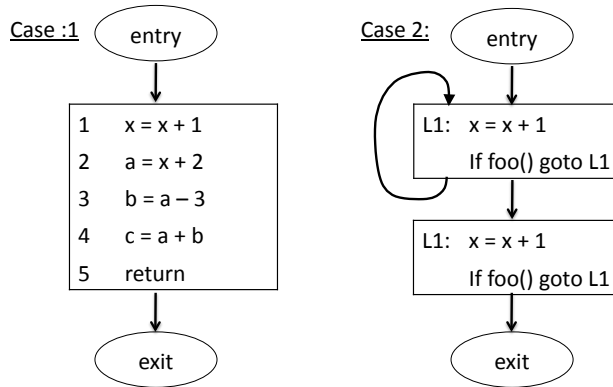 Case :1
entry
1 x = x + 1
2 a = x + 2
3 b = a – 3
4 c = a + b
5 return
exit
Case 2:
entry
L1: x = x + 1
If foo() goto L1
L1: x = x + 1
If foo() goto L1
exit